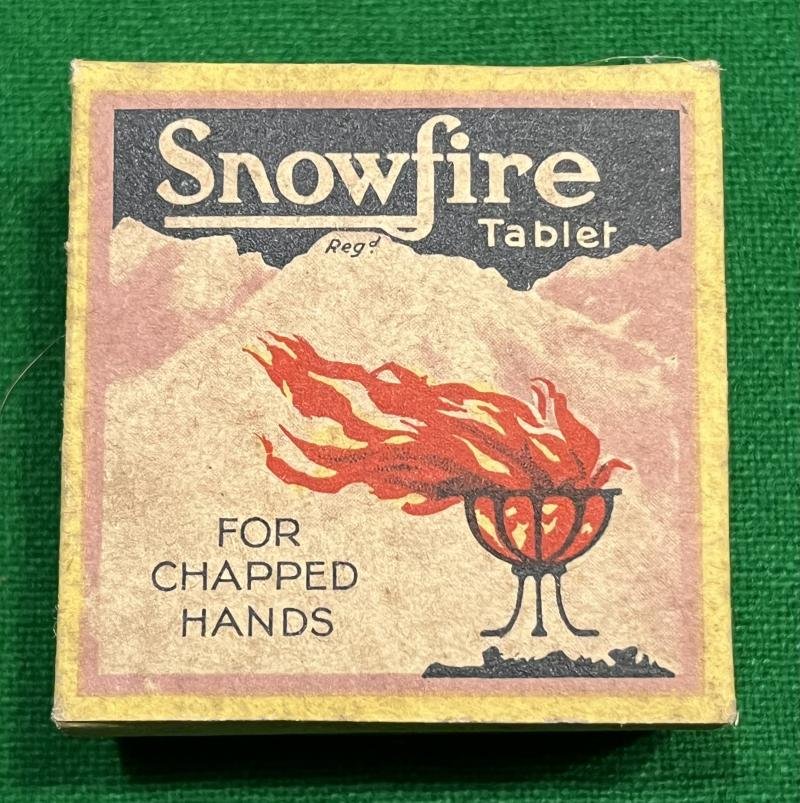 Snowfire
Tablet
Regd.
FOR
CHAPPED
HANDS